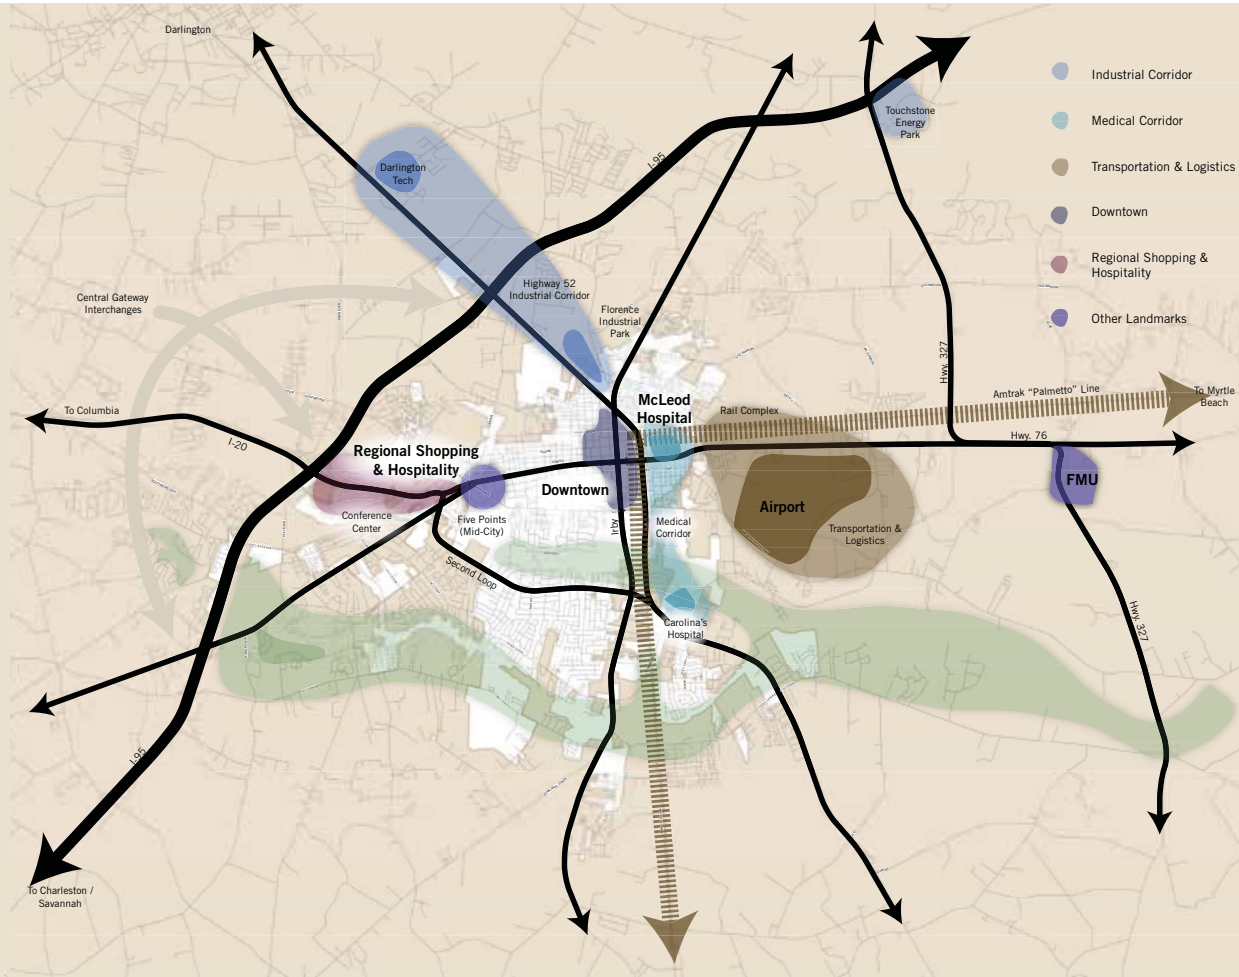 Darlington
Touchstone
Energy
Park
Industrial Corridor
Medical Corridor
Transportation & Logistics
Downtown
Regional Shopping &
Hospitality
Other Landmarks
Darlington
Tech
I-95
Central Gateway
Interchanges
Highway 52
Industrial Corridor
Florence
Industrial
Park
Hwy. 327
Amtrak “Palmetto” Line
To Myrtle
Beach
To Columbia
I-20
McLeod
Hospital
Rail Complex
Hwy. 76
Regional Shopping
& Hospitality
Downtown
Conference
Center
Five Points
(Mid-City)
Irby
Medical
Corridor
Airport
Transportation &
Logistics
FMU
Second Loop
Carolina’s
Hospital
Hwy. 327
I-95
To Charleston /
Savannah